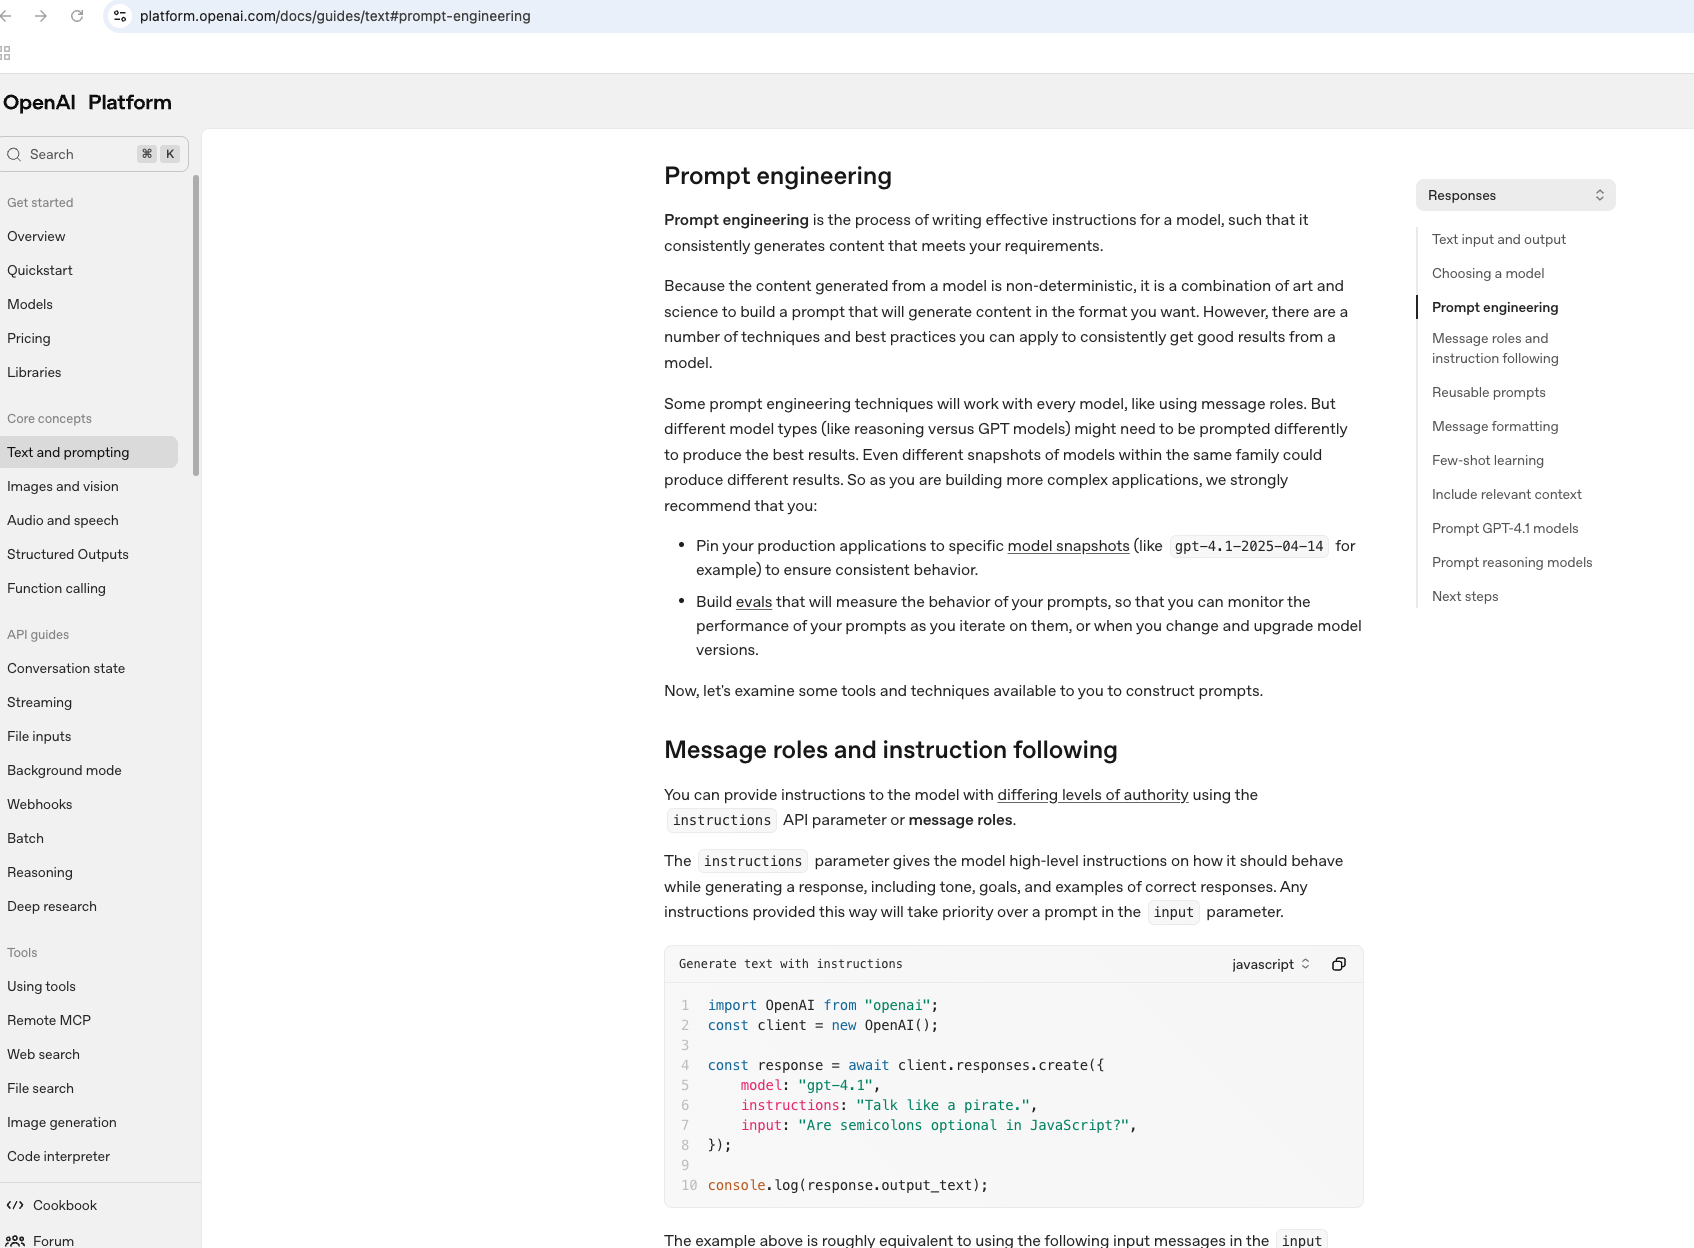 platform.openai.com/docs/guides/text#prompt-engineering
OpenAI Platform
Search ⌘ K
Get started
Overview
Quickstart
Models
Pricing
Libraries
Core concepts
Text and prompting
Images and vision
Audio and speech
Structured Outputs
Function calling
API guides
Conversation state
Streaming
File inputs
Background mode
Webhooks
Batch
Reasoning
Deep research
Tools
Using tools
Remote MCP
Web search
File search
Image generation
Code interpreter
Cookbook
Forum
Prompt engineering
Prompt engineering is the process of writing effective instructions for a model, such that it
consistently generates content that meets your requirements.
Because the content generated from a model is non-deterministic, it is a combination of art and
science to build a prompt that will generate content in the format you want. However, there are a
number of techniques and best practices you can apply to consistently get good results from a
model.
Some prompt engineering techniques will work with every model, like using message roles. But
different model types (like reasoning versus GPT models) might need to be prompted differently
to produce the best results. Even different snapshots of models within the same family could
produce different results. So as you are building more complex applications, we strongly
recommend that you:
• Pin your production applications to specific model snapshots (like gpt-4.1-2025-04-14 for
example) to ensure consistent behavior.
• Build evals that will measure the behavior of your prompts, so that you can monitor the
performance of your prompts as you iterate on them, or when you change and upgrade model
versions.
Now, let's examine some tools and techniques available to you to construct prompts.
Message roles and instruction following
You can provide instructions to the model with differing levels of authority using the
instructions API parameter or message roles.
The instructions parameter gives the model high-level instructions on how it should behave
while generating a response, including tone, goals, and examples of correct responses. Any
instructions provided this way will take priority over a prompt in the input parameter.
Generate text with instructions javascript
1 import OpenAI from "openai";
2 const client = new OpenAI();
3
4 const response = await client.responses.create({
5     model: "gpt-4.1",
6     instructions: "Talk like a pirate.",
7     input: "Are semicolons optional in JavaScript?",
8 });
9
10 console.log(response.output_text);
The example above is roughly equivalent to using the following input messages in the input
Responses
Text input and output
Choosing a model
Prompt engineering
Message roles and
instruction following
Reusable prompts
Message formatting
Few-shot learning
Include relevant context
Prompt GPT-4.1 models
Prompt reasoning models
Next steps